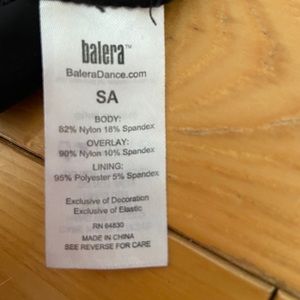 balera™
BaleraDance.com
SA
BODY:
82% Nylon 18% Spandex
OVERLAY:
90% Nylon 10% Spandex
LINING:
95% Polyester 5% Spandex
Exclusive of Decoration
Exclusive of Elastic
RN 64830
MADE IN CHINA
SEE REVERSE FOR CARE